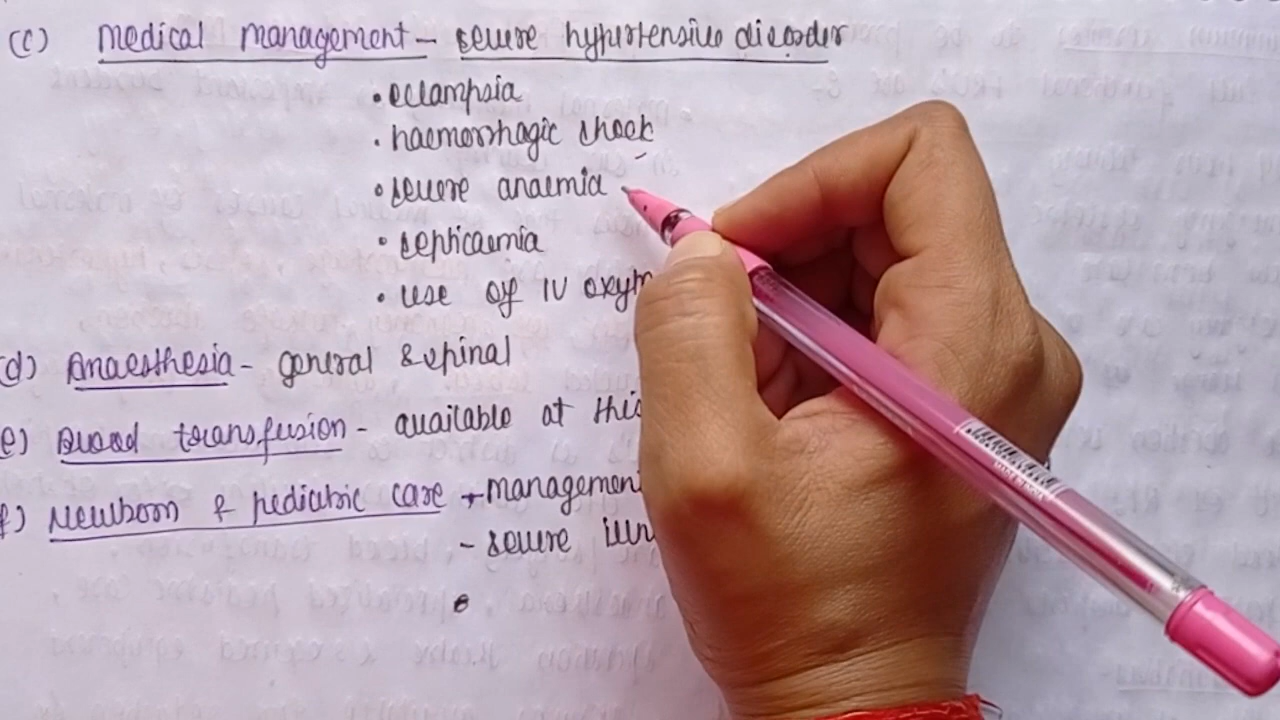 (c) Medical management - severe hypertensive disorder
• eclampsia
• haemorrhagic shock
• severe anaemia
• septicaemia
• use of IV oxyt
(d) Anaesthesia - general & spinal
e) Blood transfusion - available at this
f) Newborn & pediatric care → management
- severe